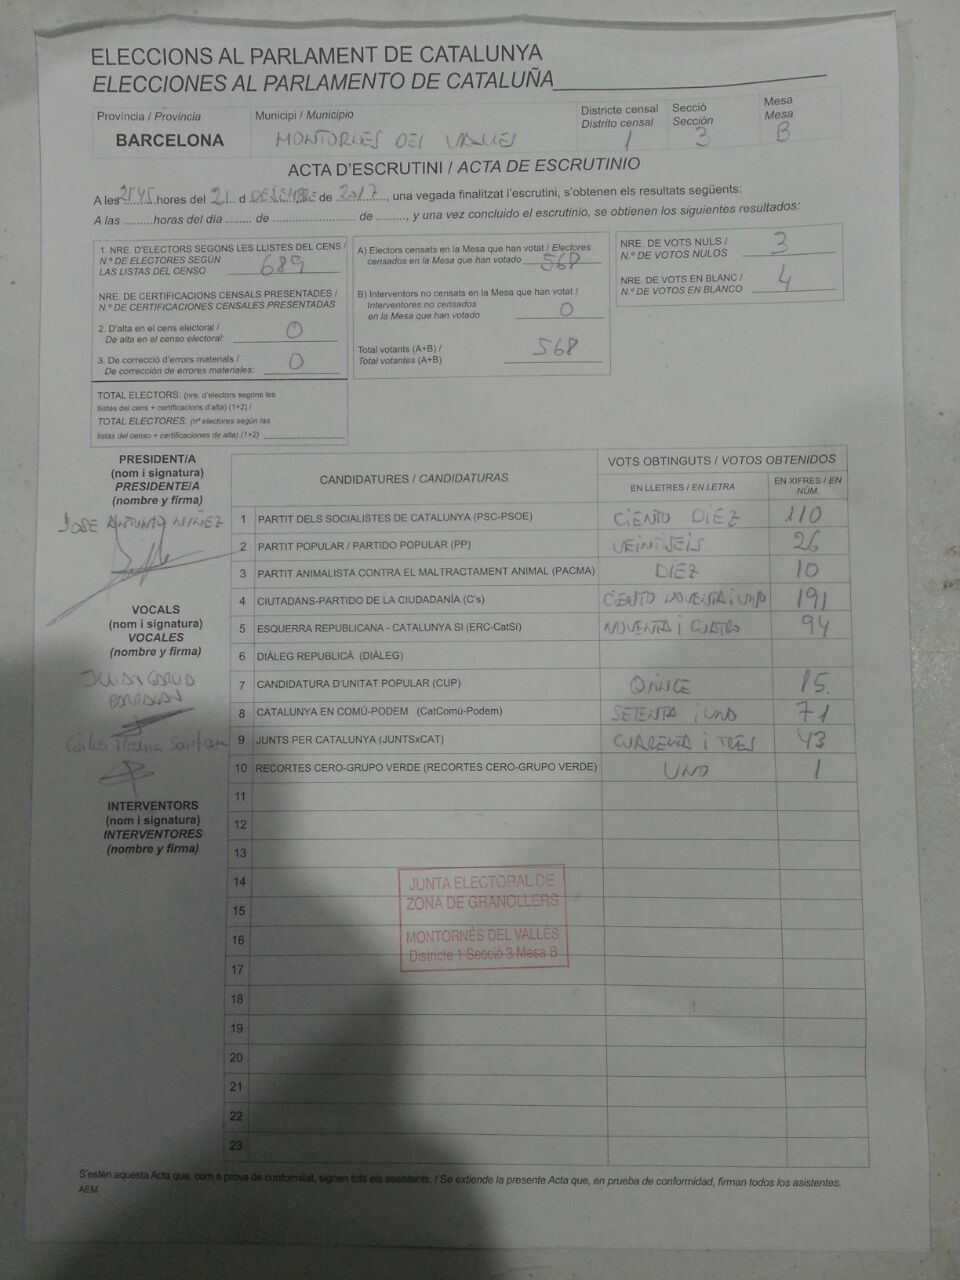 ELECCIONS AL PARLAMENT DE CATALUNYA
ELECCIONES AL PARLAMENTO DE CATALUÑA
Província / Provincia
BARCELONA
Municipi / Municipio
MONTORNES DEL VALLES
Districte censal
Distrito censal
1
Secció
Sección
3
Mesa
Mesa
B
ACTA D'ESCRUTINI / ACTA DE ESCRUTINIO
A les 21'45 hores del 21 d DECEMBRE de 2017, una vegada finalitzat l'escrutini, s'obtenen els resultats següents:
A las ......... horas del día ........ de ......................... de ........., y una vez concluido el escrutinio, se obtienen los siguientes resultados:
1. NRE. D'ELECTORS SEGONS LES LLISTES DEL CENS /
N.º DE ELECTORES SEGÚN
LAS LISTAS DEL CENSO 689
NRE. DE CERTIFICACIONS CENSALS PRESENTADES /
N.º DE CERTIFICACIONES CENSALES PRESENTADAS
2. D'alta en el cens electoral /
De alta en el censo electoral: 0
3. De correcció d'errors materials /
De corrección de errores materiales: 0
TOTAL ELECTORS: (nre. d'electors segons les
llistes del cens + certificacions d'alta) (1+2) /
TOTAL ELECTORES: (nº electores según las
listas del censo + certificaciones de alta) (1+2)
A) Electors censats en la Mesa que han votat / Electores
censados en la Mesa que han votado 568
B) Interventors no censats en la Mesa que han votat /
Interventores no censados
en la Mesa que han votado 0
Total votants (A+B) /
Total votantes (A+B) 568
NRE. DE VOTS NULS /
N.º DE VOTOS NULOS 3
NRE. DE VOTS EN BLANC /
N.º DE VOTOS EN BLANCO 4
PRESIDENT/A
(nom i signatura)
PRESIDENTE/A
(nombre y firma)
JOSE ANTONIO NUÑEZ
VOCALS
(nom i signatura)
VOCALES
(nombre y firma)
Carlos
INTERVENTORS
(nom i signatura)
INTERVENTORES
(nombre y firma)
CANDIDATURES / CANDIDATURAS
VOTS OBTINGUTS / VOTOS OBTENIDOS
EN LLETRES / EN LETRA
EN XIFRES / EN
NÚM.
1 PARTIT DELS SOCIALISTES DE CATALUNYA (PSC-PSOE) CIENTO DIEZ 110
2 PARTIT POPULAR / PARTIDO POPULAR (PP) VEINTISEIS 26
3 PARTIT ANIMALISTA CONTRA EL MALTRACTAMENT ANIMAL (PACMA) DIEZ 10
4 CIUTADANS-PARTIDO DE LA CIUDADANÍA (C's) CIENTO NOVENTA i UNO 191
5 ESQUERRA REPUBLICANA - CATALUNYA SI (ERC-CatSí) NOVENTA i CUATRO 94
6 DIÀLEG REPUBLICÀ (DIÀLEG)
7 CANDIDATURA D'UNITAT POPULAR (CUP) QUINCE 15
8 CATALUNYA EN COMÚ-PODEM (CatComú-Podem) SETENTA i UNO 71
9 JUNTS PER CATALUNYA (JUNTSxCAT) CUARENTA i TRES 43
10 RECORTES CERO-GRUPO VERDE (RECORTES CERO-GRUPO VERDE) UNO 1
11
12
13
14
15
16
17
18
19
20
21
22
23
JUNTA ELECTORAL DE
ZONA DE GRANOLLERS
MONTORNÈS DEL VALLÈS
Districte 1 Secció 3 Mesa B
S'estén aquesta Acta que, com a prova de conformitat, signen tots els assistents. / Se extiende la presente Acta que, en prueba de conformidad, firman todos los asistentes.
AEM